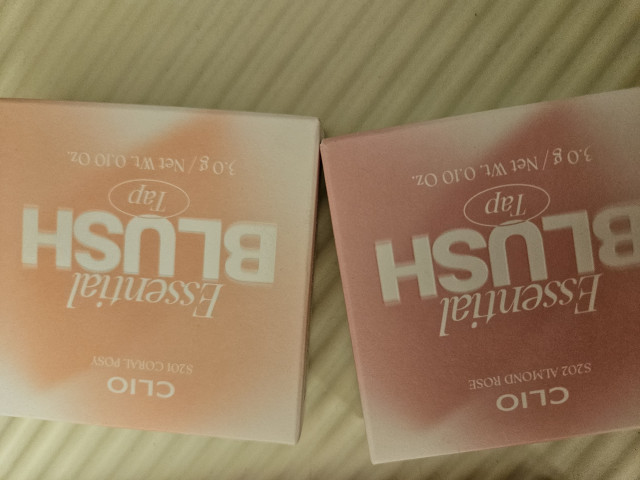 CLIO
S201 CORAL POSY
Essential
BLUSH
Tap
3.0 g / Net Wt. 0.10 Oz.
CLIO
S202 ALMOND ROSE
Essential
BLUSH
Tap
3.0 g / Net Wt. 0.10 Oz.